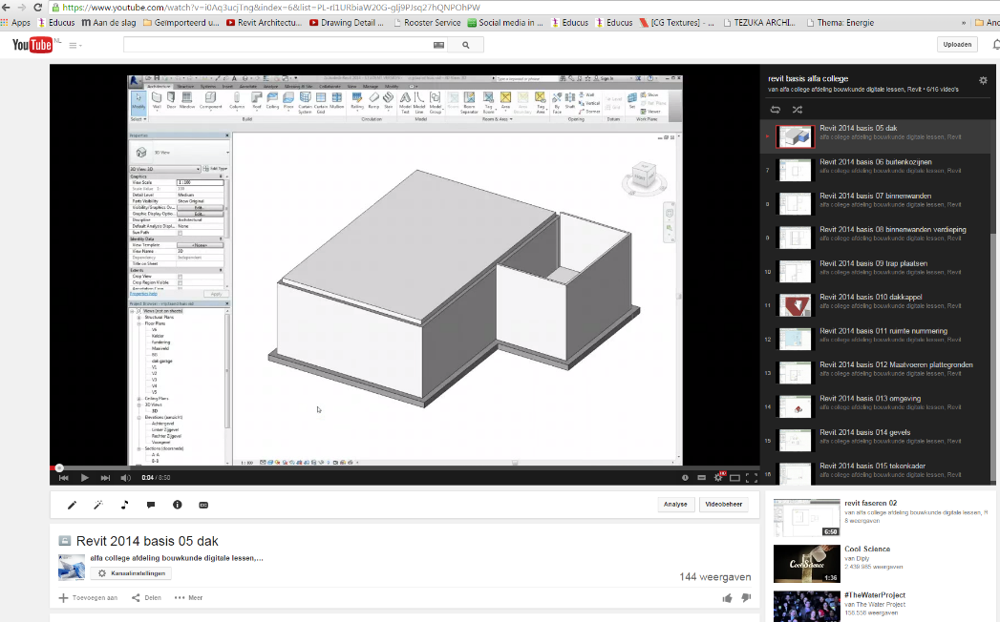 https://www.youtube.com/watch?v=i0Aq3ucjTng&index=6&list=PL-rl1URbiaW20G-glj9PJsq27hQNPOhPW
Apps Educus Aan de slag Geïmporteerd u... Revit Architectu... Drawing Detail ... Rooster Service Social media in ... Educus Educus [CG Textures] - ... TEZUKA ARCHI... Thema: Energie
YouTube NL
Uploaden
revit basis alfa college
van alfa college afdeling bouwkunde digitale lessen, Revit • 6/16 video's
Revit 2014 basis 05 dak
alfa college afdeling bouwkunde digitale lessen, Revit
7 Revit 2014 basis 06 buitenkozijnen
alfa college afdeling bouwkunde digitale lessen, Revit
8 Revit 2014 basis 07 binnenwanden
alfa college afdeling bouwkunde digitale lessen, Revit
9 Revit 2014 basis 08 binnenwanden verdieping
alfa college afdeling bouwkunde digitale lessen, Revit
10 Revit 2014 basis 09 trap plaatsen
alfa college afdeling bouwkunde digitale lessen, Revit
11 Revit 2014 basis 010 dakkappel
alfa college afdeling bouwkunde digitale lessen, Revit
12 Revit 2014 basis 011 ruimte nummering
alfa college afdeling bouwkunde digitale lessen, Revit
13 Revit 2014 basis 012 Maatvoeren plattegronden
alfa college afdeling bouwkunde digitale lessen, Revit
14 Revit 2014 basis 013 omgeving
alfa college afdeling bouwkunde digitale lessen, Revit
15 Revit 2014 basis 014 gevels
alfa college afdeling bouwkunde digitale lessen, Revit
16 Revit 2014 basis 015 tekenkader
alfa college afdeling bouwkunde digitale lessen, Revit
Modify Wall Door Window Component Column Roof Ceiling Floor Curtain System Curtain Grid Mullion Railing Ramp Stair Model Text Model Line Model Group Room Room Separator Tag Room Area Area Boundary Tag Area By Face Shaft Wall Vertical Dormer
Select Build Circulation Model Room & Area Opening Datum Work Plane
Properties
3D View
3D View: 3D Edit Type
Graphics
View Scale 1 : 100
Scale Value 1: 100
Detail Level Medium
Parts Visibility Show Original
Visibility/Graphics Ov... Edit...
Graphic Display Optio... Edit...
Discipline Architectural
Default Analysis Displ... None
Sun Path
Identity Data
View Template <None>
View Name 3D
Dependency Independent
Title on Sheet
Extents
Crop View
Crop Region Visible
Properties help Apply
Views (not on sheets)
Structural Plans
Floor Plans
Kelder
fundering
Maaiveld
dak garage
V1
V2
V3
V4
V5
Ceiling Plans
3D Views
3D
Elevations (aanzicht)
Achtergevel
Linker Zijgevel
Rechter Zijgevel
Voorgevel
Sections (doorsnede)
A-A
B-B
1 : 100
0:04 / 8:50
Analyse Videobeheer
Revit 2014 basis 05 dak
alfa college afdeling bouwkunde digitale lessen,...
Kanaalinstellingen
144 weergaven
Toevoegen aan Delen Meer
revit faseren 02
van alfa college afdeling bouwkunde digitale lessen, R
8 weergaven
6:50
Cool Science
van Diply
2.439.985 weergaven
Cool Science
1:36
#TheWaterProject
van The Water Project
158.558 weergaven